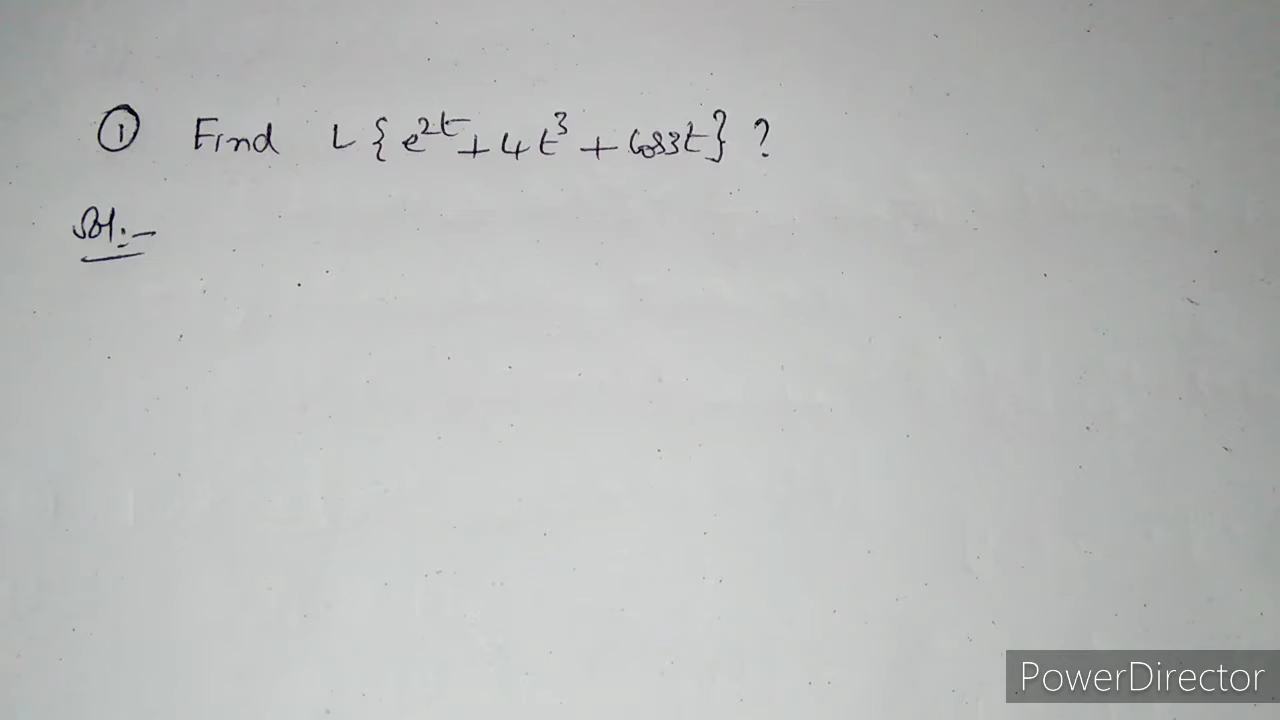 ① Find L{e^2t + 4t^3 + Cos3t} ?
Sol:-
PowerDirector